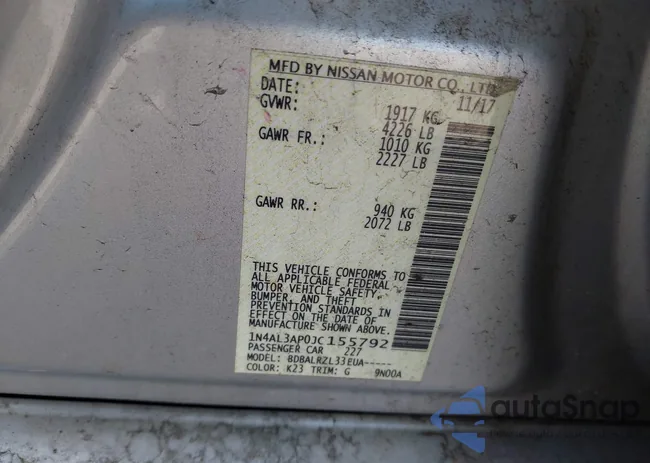 MFD BY NISSAN MOTOR CO., LTD.
DATE: 11/17
GVWR: 1917 KG
4226 LB
GAWR FR.: 1010 KG
2227 LB
GAWR RR.: 940 KG
2072 LB
THIS VEHICLE CONFORMS TO
ALL APPLICABLE FEDERAL
MOTOR VEHICLE SAFETY,
BUMPER, AND THEFT
PREVENTION STANDARDS IN
EFFECT ON THE DATE OF
MANUFACTURE SHOWN ABOVE.
1N4AL3AP0JC155792
PASSENGER CAR 227
MODEL: BDBALRZL33EUA-----
COLOR: K23 TRIM: G 9N00A
autoSnap